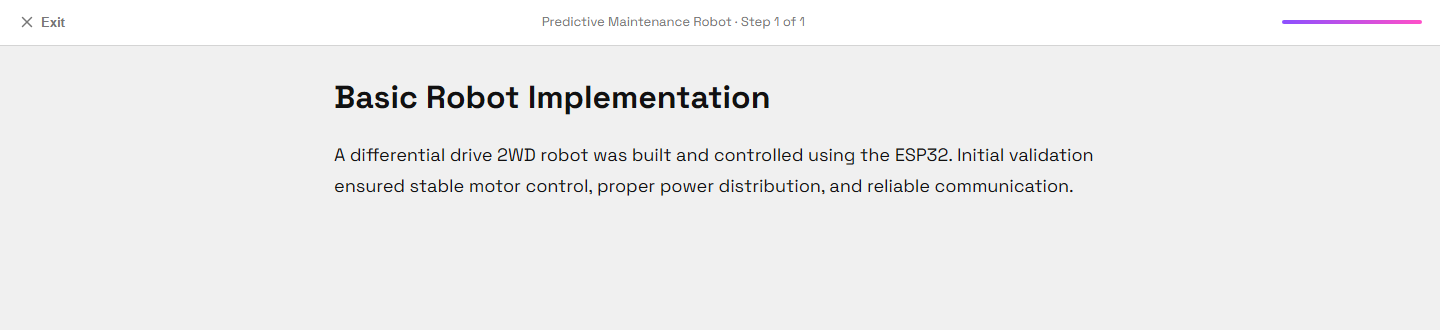 Exit
Predictive Maintenance Robot · Step 1 of 1
Basic Robot Implementation
A differential drive 2WD robot was built and controlled using the ESP32. Initial validation
ensured stable motor control, proper power distribution, and reliable communication.